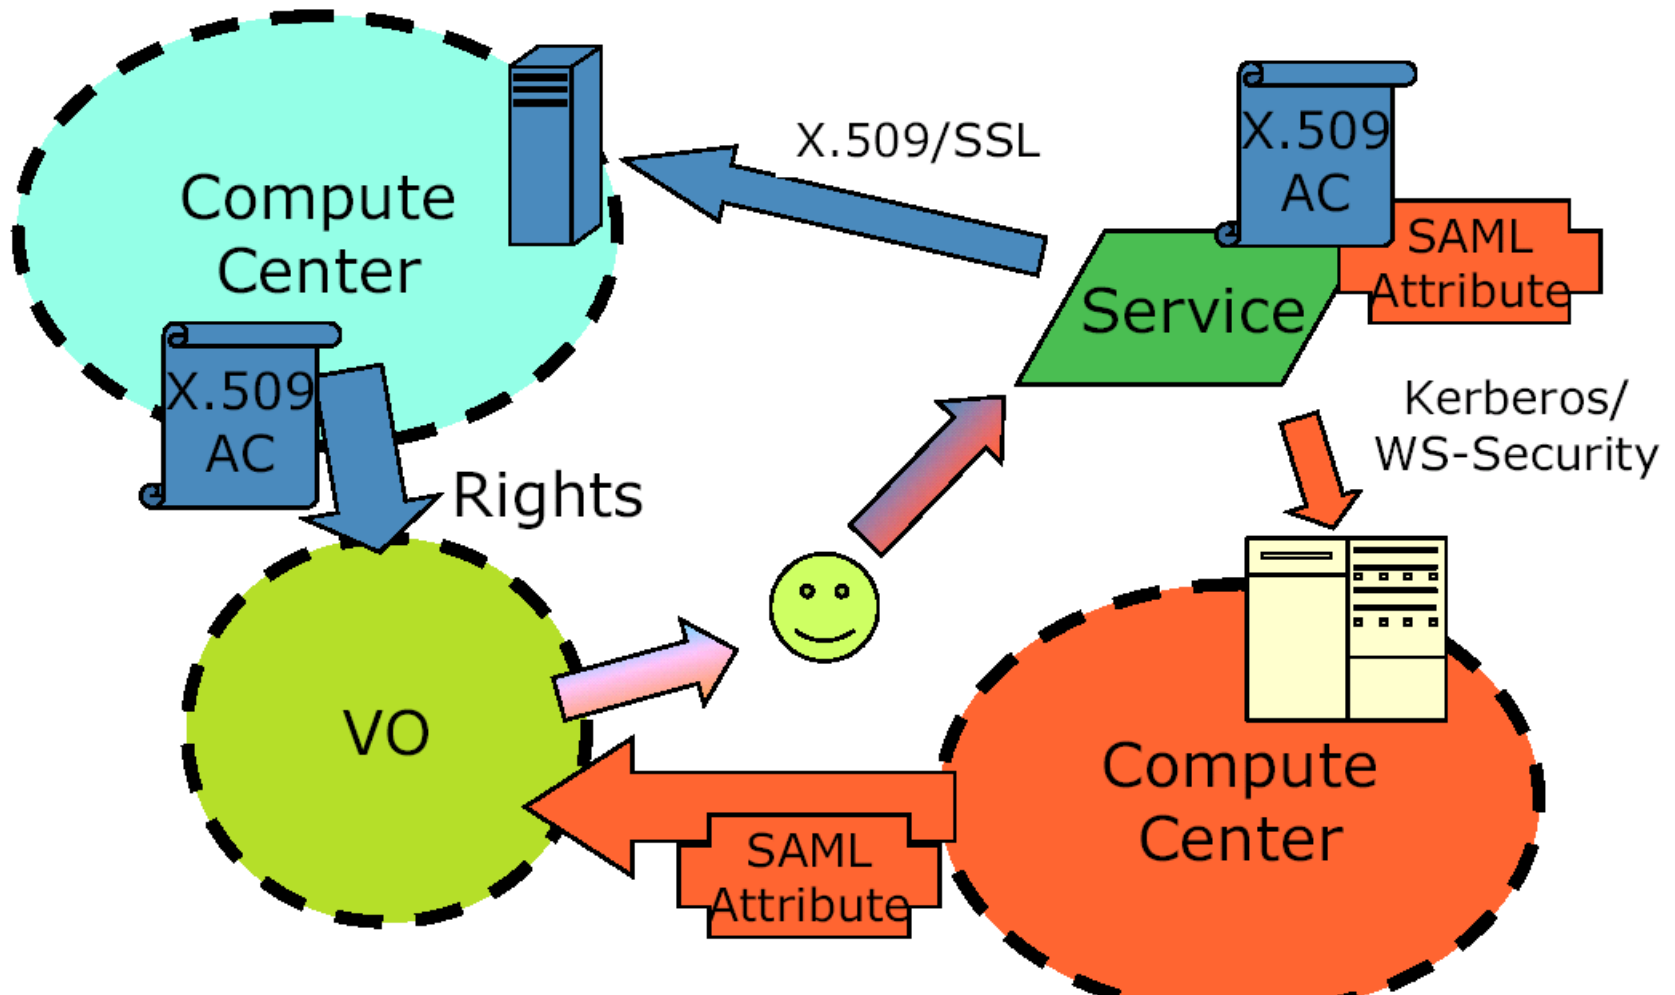 X.509/SSL
X.509
AC
Compute
Center
SAML
Attribute
Service
X.509
AC
Kerberos/
WS-Security
Rights
VO
Compute
Center
SAML
Attribute